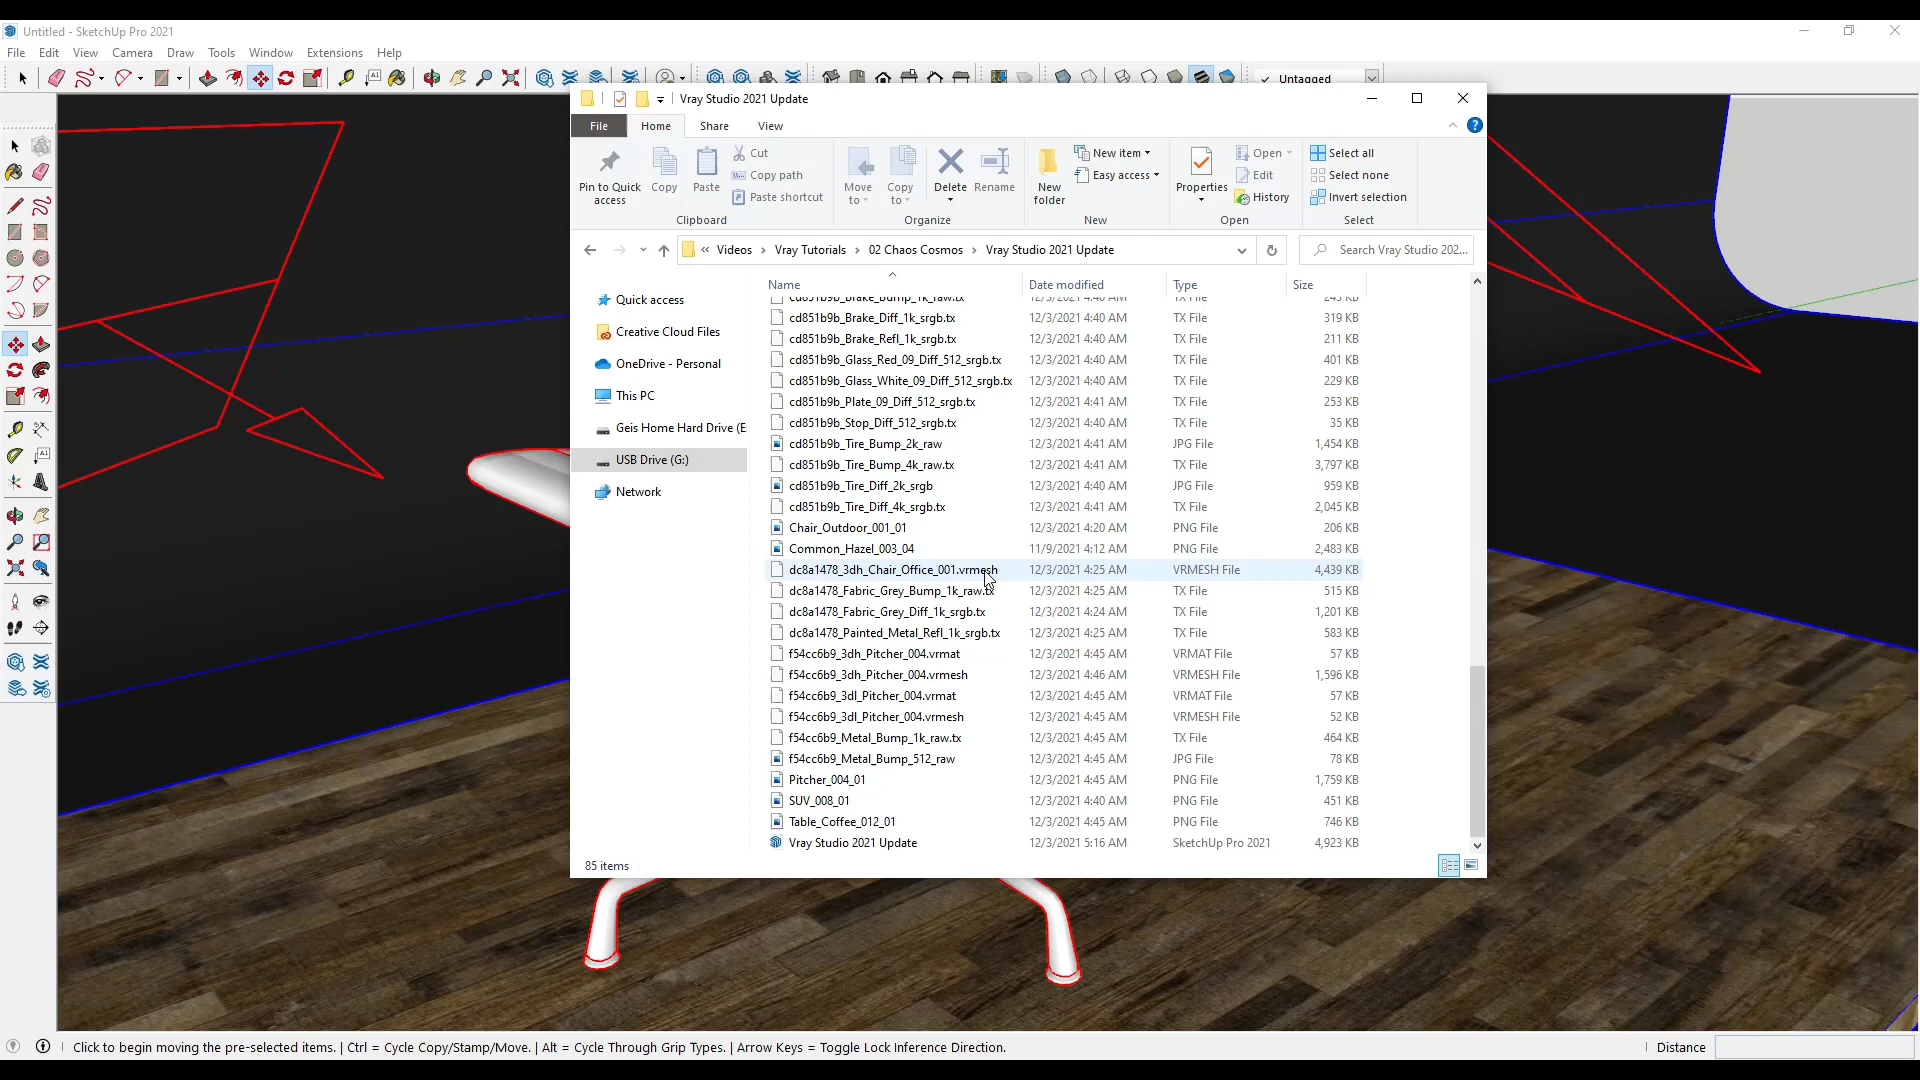 Untitled - SketchUp Pro 2021
File Edit View Camera Draw Tools Window Extensions Help
Untagged
Vray Studio 2021 Update
File Home Share View
Pin to Quick access
Copy
Paste
Cut
Copy path
Paste shortcut
Clipboard
Move to
Copy to
Delete
Rename
Organize
New folder
New item
Easy access
New
Properties
Open
Edit
History
Open
Select all
Select none
Invert selection
Select
« Videos › Vray Tutorials › 02 Chaos Cosmos › Vray Studio 2021 Update
Search Vray Studio 202...
Name Date modified Type Size
Quick access
Creative Cloud Files
OneDrive - Personal
This PC
Geis Home Hard Drive (E:
USB Drive (G:)
Network
cd851b9b_Brake_Bump_1k_raw.tx 12/3/2021 4:40 AM TX File 243 KB
cd851b9b_Brake_Diff_1k_srgb.tx 12/3/2021 4:40 AM TX File 319 KB
cd851b9b_Brake_Refl_1k_srgb.tx 12/3/2021 4:40 AM TX File 211 KB
cd851b9b_Glass_Red_09_Diff_512_srgb.tx 12/3/2021 4:40 AM TX File 401 KB
cd851b9b_Glass_White_09_Diff_512_srgb.tx 12/3/2021 4:40 AM TX File 229 KB
cd851b9b_Plate_09_Diff_512_srgb.tx 12/3/2021 4:41 AM TX File 253 KB
cd851b9b_Stop_Diff_512_srgb.tx 12/3/2021 4:40 AM TX File 35 KB
cd851b9b_Tire_Bump_2k_raw 12/3/2021 4:41 AM JPG File 1,454 KB
cd851b9b_Tire_Bump_4k_raw.tx 12/3/2021 4:41 AM TX File 3,797 KB
cd851b9b_Tire_Diff_2k_srgb 12/3/2021 4:41 AM JPG File 959 KB
cd851b9b_Tire_Diff_4k_srgb.tx 12/3/2021 4:41 AM TX File 2,045 KB
Chair_Outdoor_001_01 12/3/2021 4:20 AM PNG File 206 KB
Common_Hazel_003_04 11/9/2021 4:12 AM PNG File 2,483 KB
dc8a1478_3dh_Chair_Office_001.vrmesh 12/3/2021 4:25 AM VRMESH File 4,439 KB
dc8a1478_Fabric_Grey_Bump_1k_raw.tx 12/3/2021 4:25 AM TX File 515 KB
dc8a1478_Fabric_Grey_Diff_1k_srgb.tx 12/3/2021 4:24 AM TX File 1,201 KB
dc8a1478_Painted_Metal_Refl_1k_srgb.tx 12/3/2021 4:25 AM TX File 583 KB
f54cc6b9_3dh_Pitcher_004.vrmat 12/3/2021 4:45 AM VRMAT File 57 KB
f54cc6b9_3dh_Pitcher_004.vrmesh 12/3/2021 4:46 AM VRMESH File 1,596 KB
f54cc6b9_3dl_Pitcher_004.vrmat 12/3/2021 4:45 AM VRMAT File 57 KB
f54cc6b9_3dl_Pitcher_004.vrmesh 12/3/2021 4:45 AM VRMESH File 52 KB
f54cc6b9_Metal_Bump_1k_raw.tx 12/3/2021 4:45 AM TX File 464 KB
f54cc6b9_Metal_Bump_512_raw 12/3/2021 4:45 AM JPG File 78 KB
Pitcher_004_01 12/3/2021 4:45 AM PNG File 1,759 KB
SUV_008_01 12/3/2021 4:40 AM PNG File 451 KB
Table_Coffee_012_01 12/3/2021 4:45 AM PNG File 746 KB
Vray Studio 2021 Update 12/3/2021 5:16 AM SketchUp Pro 2021 4,923 KB
85 items
Click to begin moving the pre-selected items. | Ctrl = Cycle Copy/Stamp/Move. | Alt = Cycle Through Grip Types. | Arrow Keys = Toggle Lock Inference Direction.
Distance